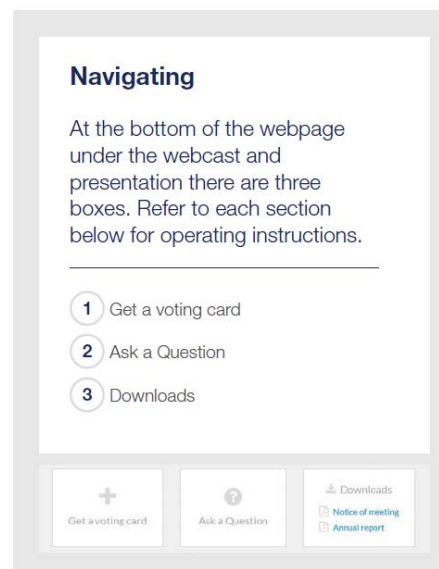 Navigating
At the bottom of the webpage
under the webcast and
presentation there are three
boxes. Refer to each section
below for operating instructions.
1 Get a voting card
2 Ask a Question
3 Downloads
Get a voting card
Ask a Question
Downloads
Notice of meeting
Annual report